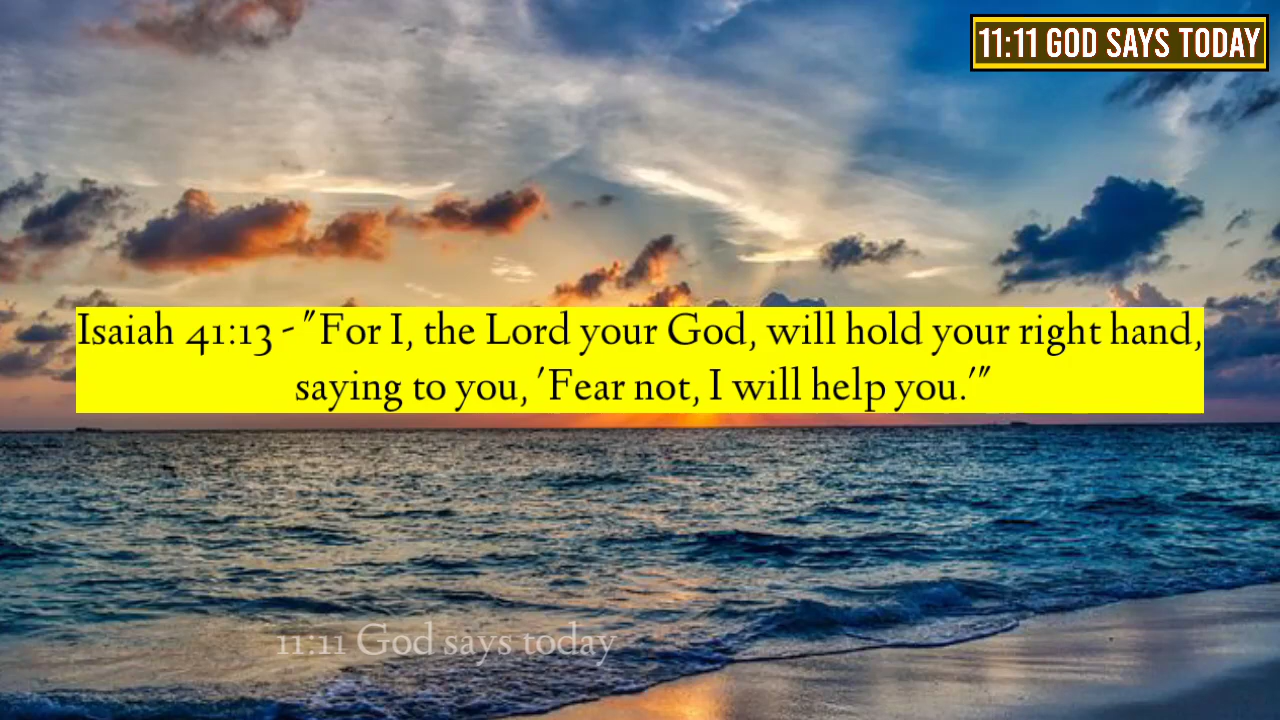 11:11 GOD SAYS TODAY
Isaiah 41:13 - "For I, the Lord your God, will hold your right hand,
saying to you, 'Fear not, I will help you.'"
11:11 God says today